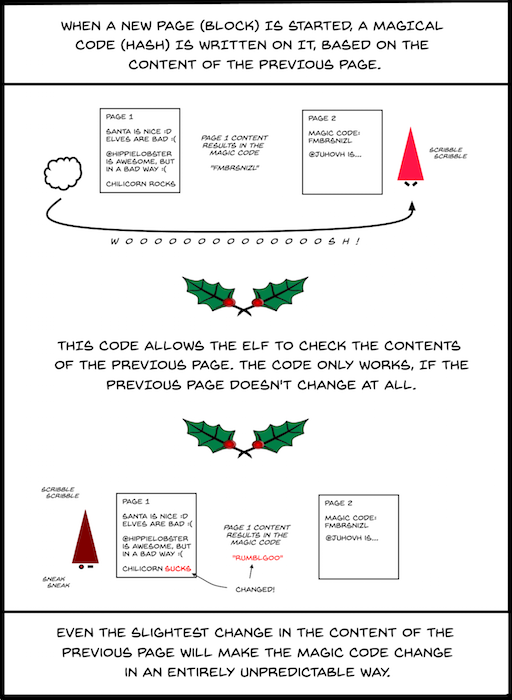 WHEN A NEW PAGE (BLOCK) IS STARTED, A MAGICAL
CODE (HASH) IS WRITTEN ON IT, BASED ON THE
CONTENT OF THE PREVIOUS PAGE.
PAGE 1
SANTA IS NICE :D
ELVES ARE BAD :(
@HIPPIELOBSTER
IS AWESOME, BUT
IN A BAD WAY :(
CHILICORN ROCKS
PAGE 1 CONTENT
RESULTS IN THE
MAGIC CODE
"FMBRSNIZL"
PAGE 2
MAGIC CODE:
FMBRSNIZL
@JUHOVH IS...
SCRIBBLE
SCRIBBLE
WOOOOOOOOOOOOOOOSH!
THIS CODE ALLOWS THE ELF TO CHECK THE CONTENTS
OF THE PREVIOUS PAGE. THE CODE ONLY WORKS, IF THE
PREVIOUS PAGE DOESN'T CHANGE AT ALL.
SCRIBBLE
SCRIBBLE
SNEAK
SNEAK
PAGE 1
SANTA IS NICE :D
ELVES ARE BAD :(
@HIPPIELOBSTER
IS AWESOME, BUT
IN A BAD WAY :(
CHILICORN SUCKS
PAGE 1 CONTENT
RESULTS IN THE
MAGIC CODE
"RUMBLGOO"
CHANGED!
PAGE 2
MAGIC CODE:
FMBRSNIZL
@JUHOVH IS...
EVEN THE SLIGHTEST CHANGE IN THE CONTENT OF THE
PREVIOUS PAGE WILL MAKE THE MAGIC CODE CHANGE
IN AN ENTIRELY UNPREDICTABLE WAY.